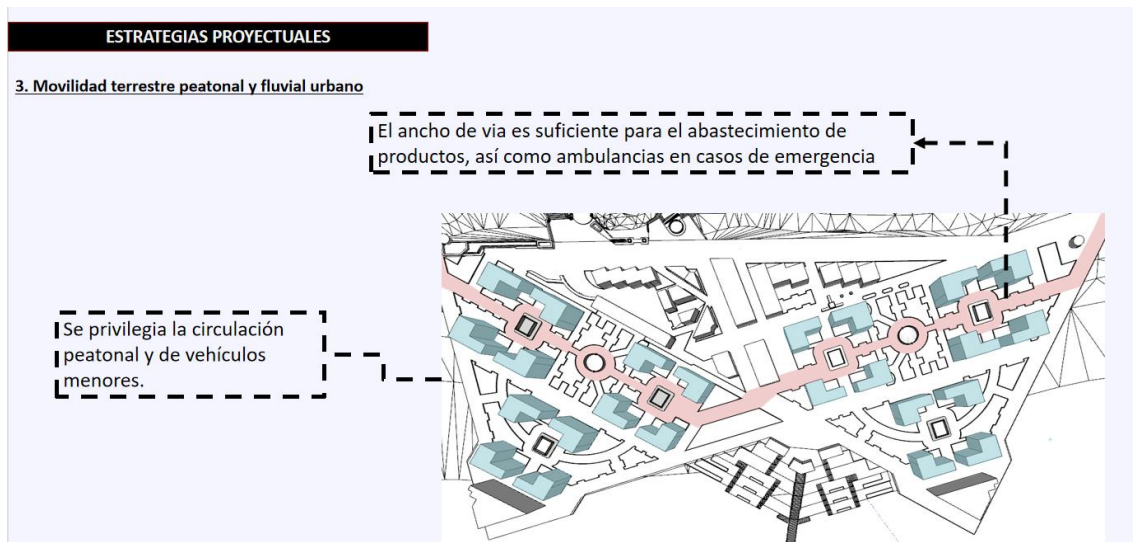 ESTRATEGIAS PROYECTUALES
3. Movilidad terrestre peatonal y fluvial urbano
El ancho de via es suficiente para el abastecimiento de
productos, así como ambulancias en casos de emergencia
Se privilegia la circulación
peatonal y de vehículos
menores.